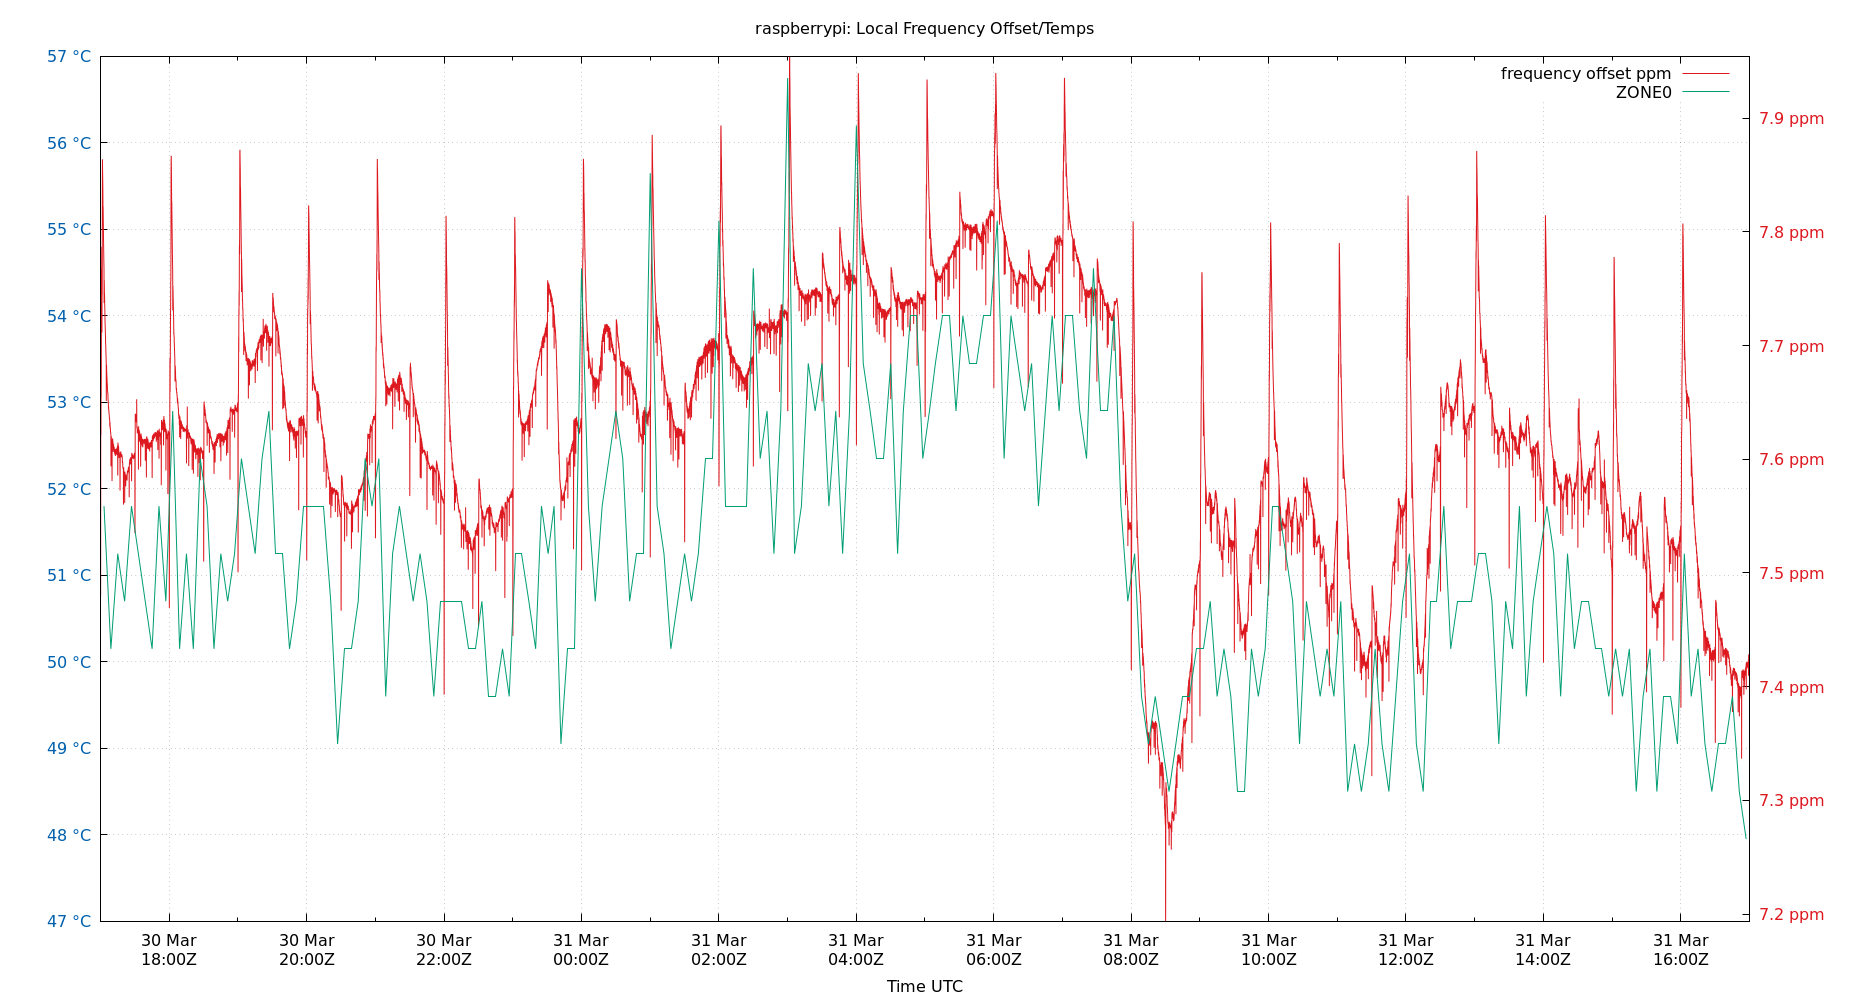 raspberrypi: Local Frequency Offset/Temps
57 °C
56 °C
55 °C
54 °C
53 °C
52 °C
51 °C
50 °C
49 °C
48 °C
47 °C
frequency offset ppm
ZONE0
7.9 ppm
7.8 ppm
7.7 ppm
7.6 ppm
7.5 ppm
7.4 ppm
7.3 ppm
7.2 ppm
30 Mar 30 Mar 30 Mar 31 Mar 31 Mar 31 Mar 31 Mar 31 Mar 31 Mar 31 Mar 31 Mar 31 Mar
18:00Z 20:00Z 22:00Z 00:00Z 02:00Z 04:00Z 06:00Z 08:00Z 10:00Z 12:00Z 14:00Z 16:00Z
Time UTC